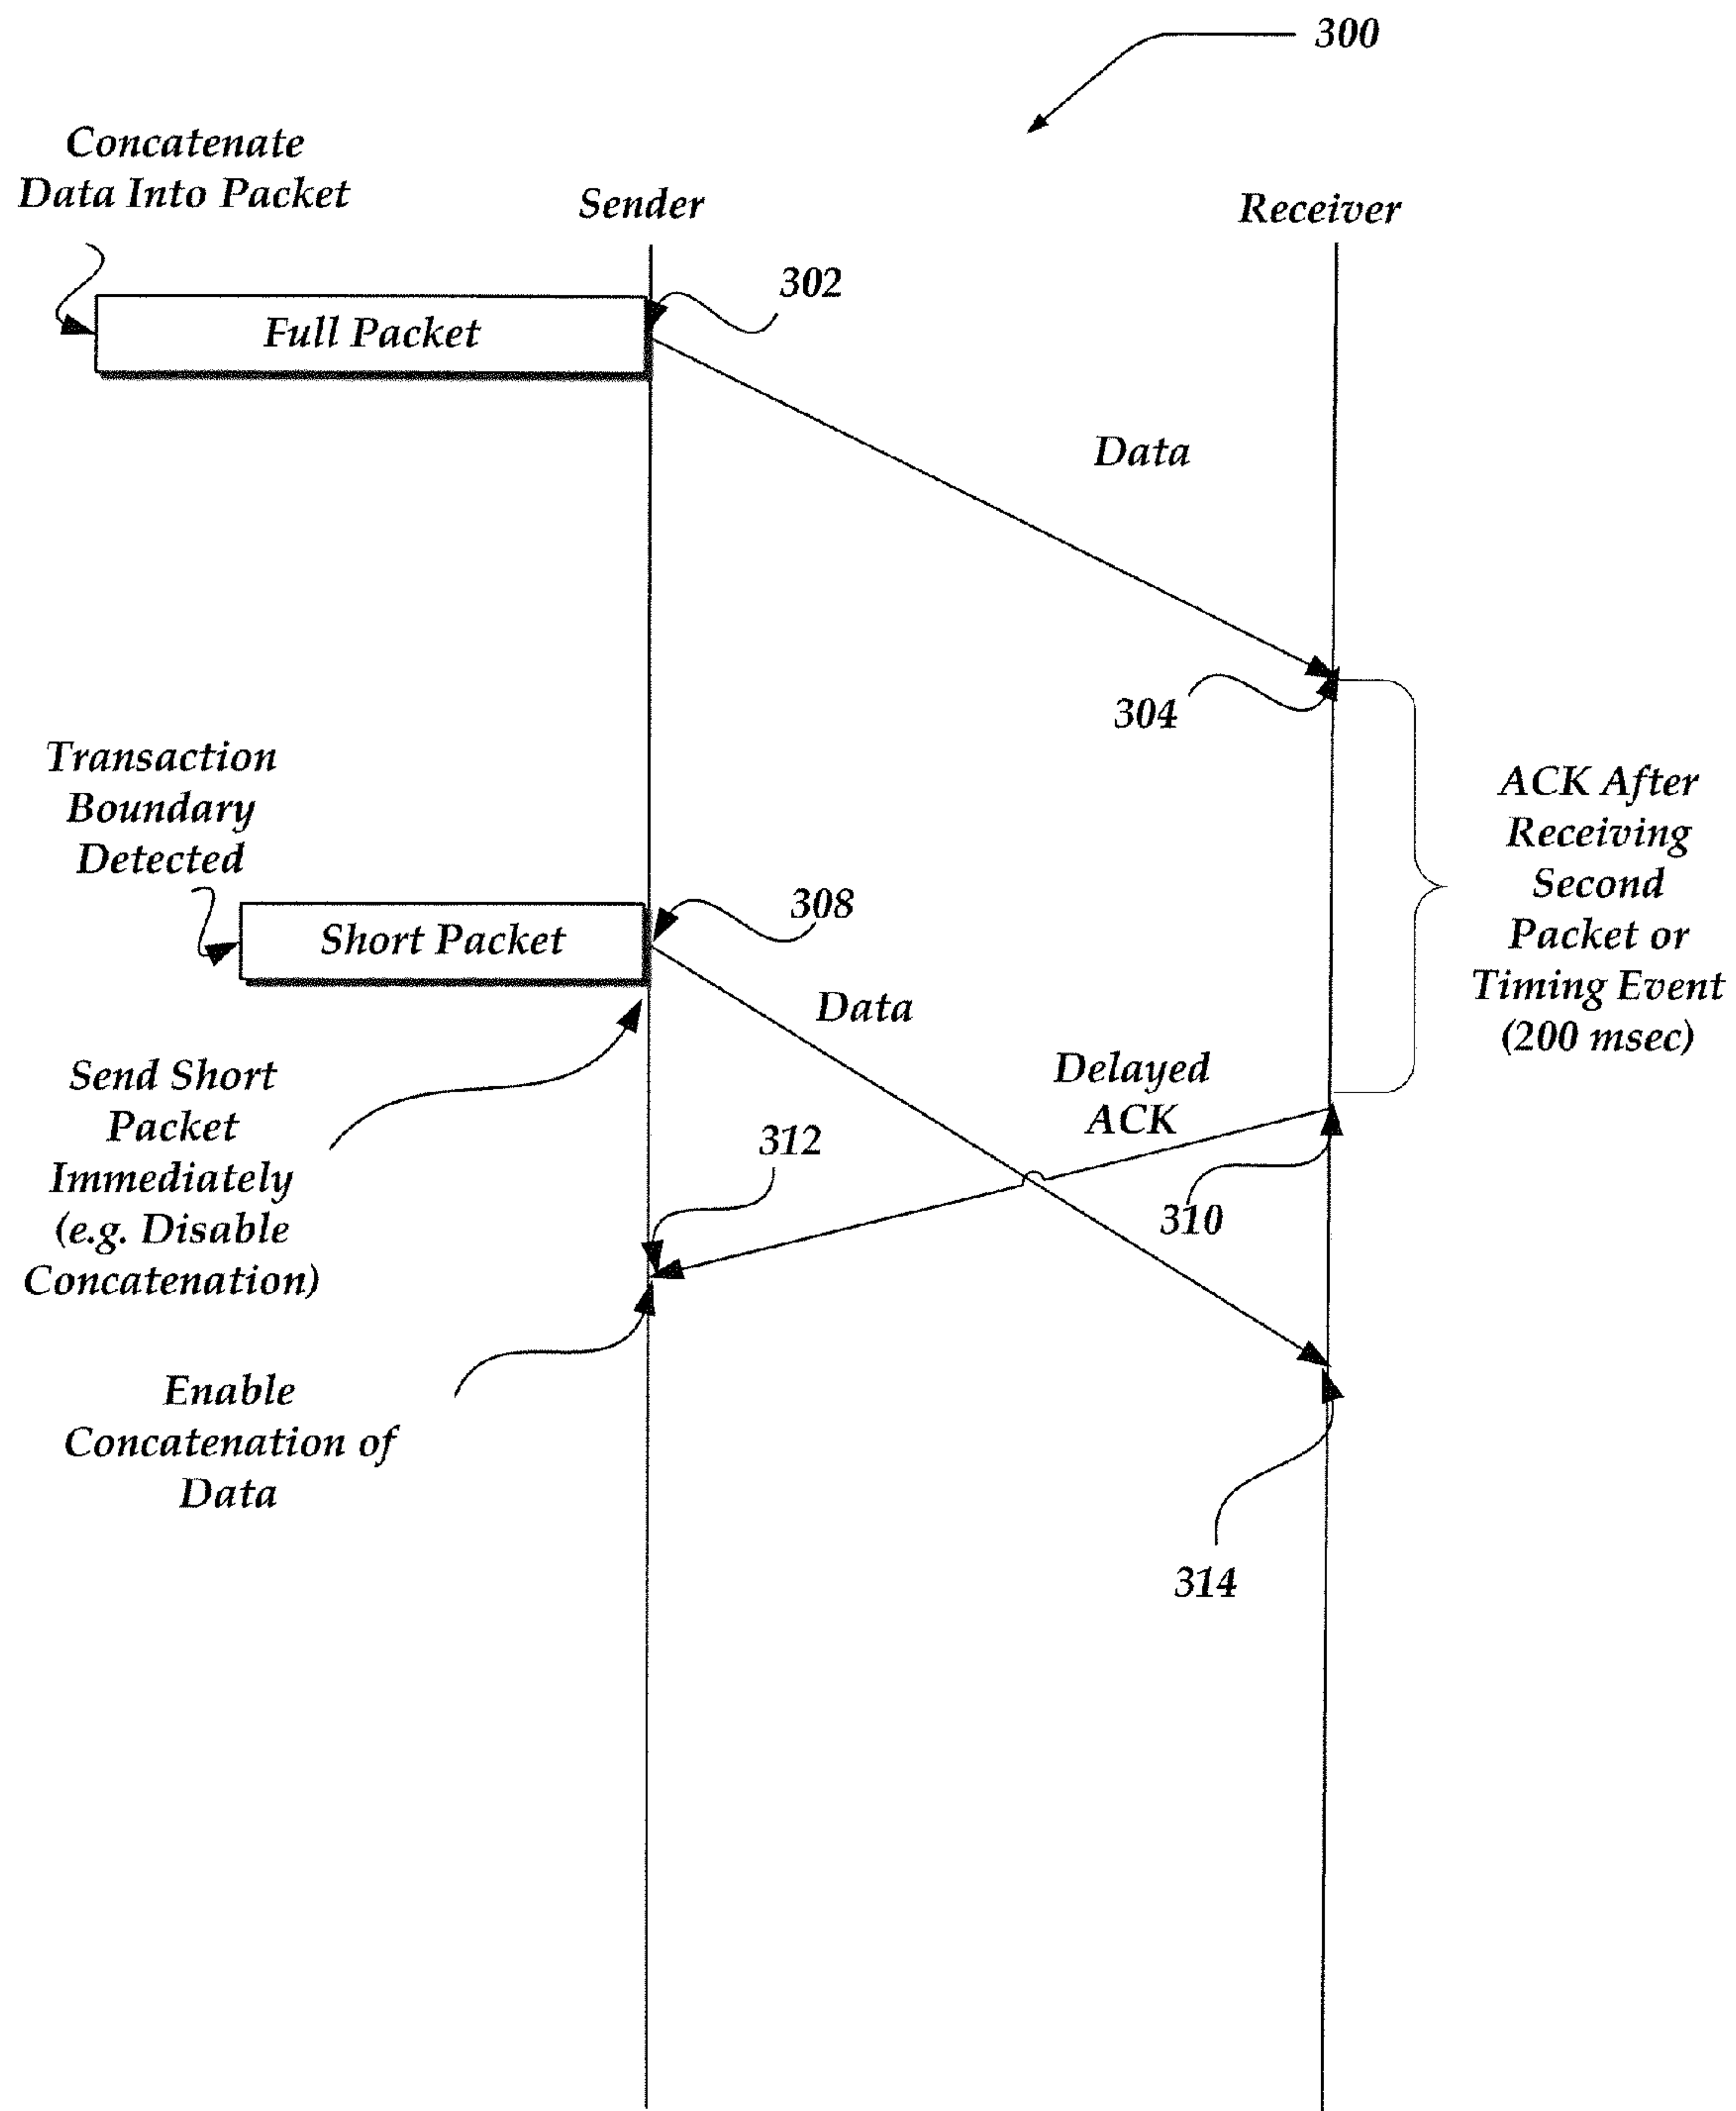 300
Concatenate
Data Into Packet
Sender
Receiver
302
Full Packet
Data
304
Transaction
Boundary
Detected
ACK After
Receiving
Second
Packet or
Timing Event
(200 msec)
308
Short Packet
Data
Send Short
Packet
Immediately
(e.g. Disable
Concatenation)
Delayed
ACK
312
310
Enable
Concatenation of
Data
314